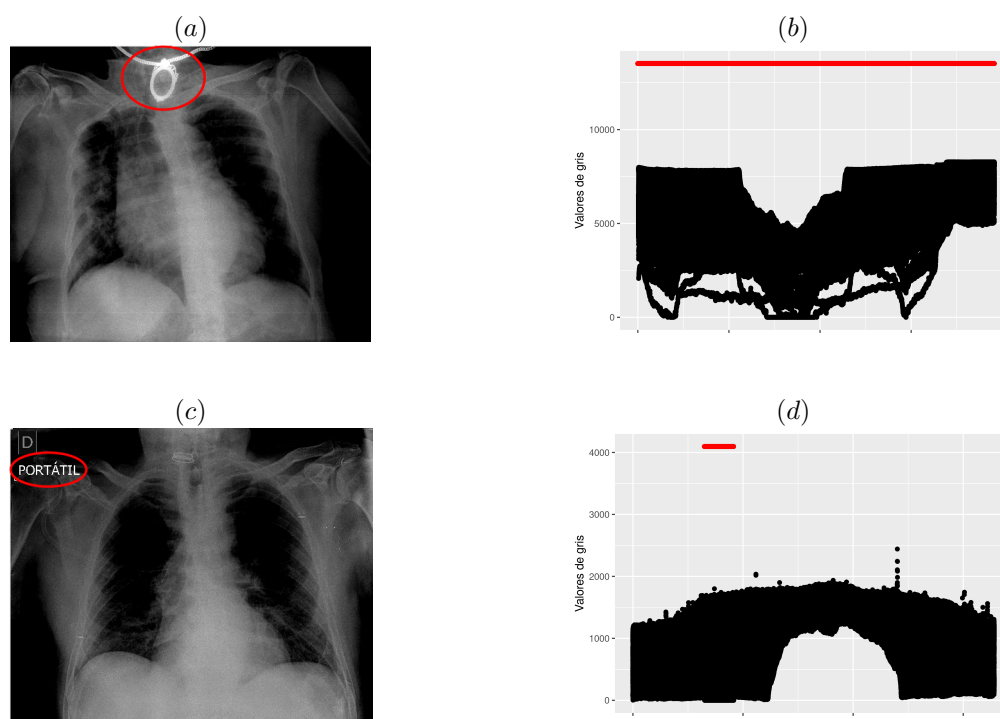 (a)
(b)
Valores de gris
10000
5000
0
(c)
D
PORTÁTIL
(d)
Valores de gris
4000
3000
2000
1000
0